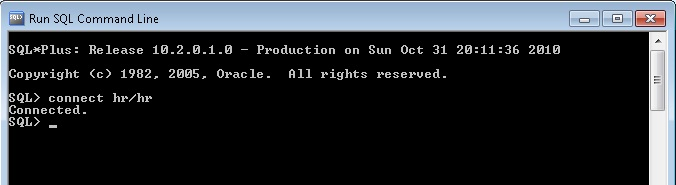 Run SQL Command Line
SQL*Plus: Release 10.2.0.1.0 - Production on Sun Oct 31 20:11:36 2010
Copyright (c) 1982, 2005, Oracle.  All rights reserved.
SQL> connect hr/hr
Connected.
SQL> _